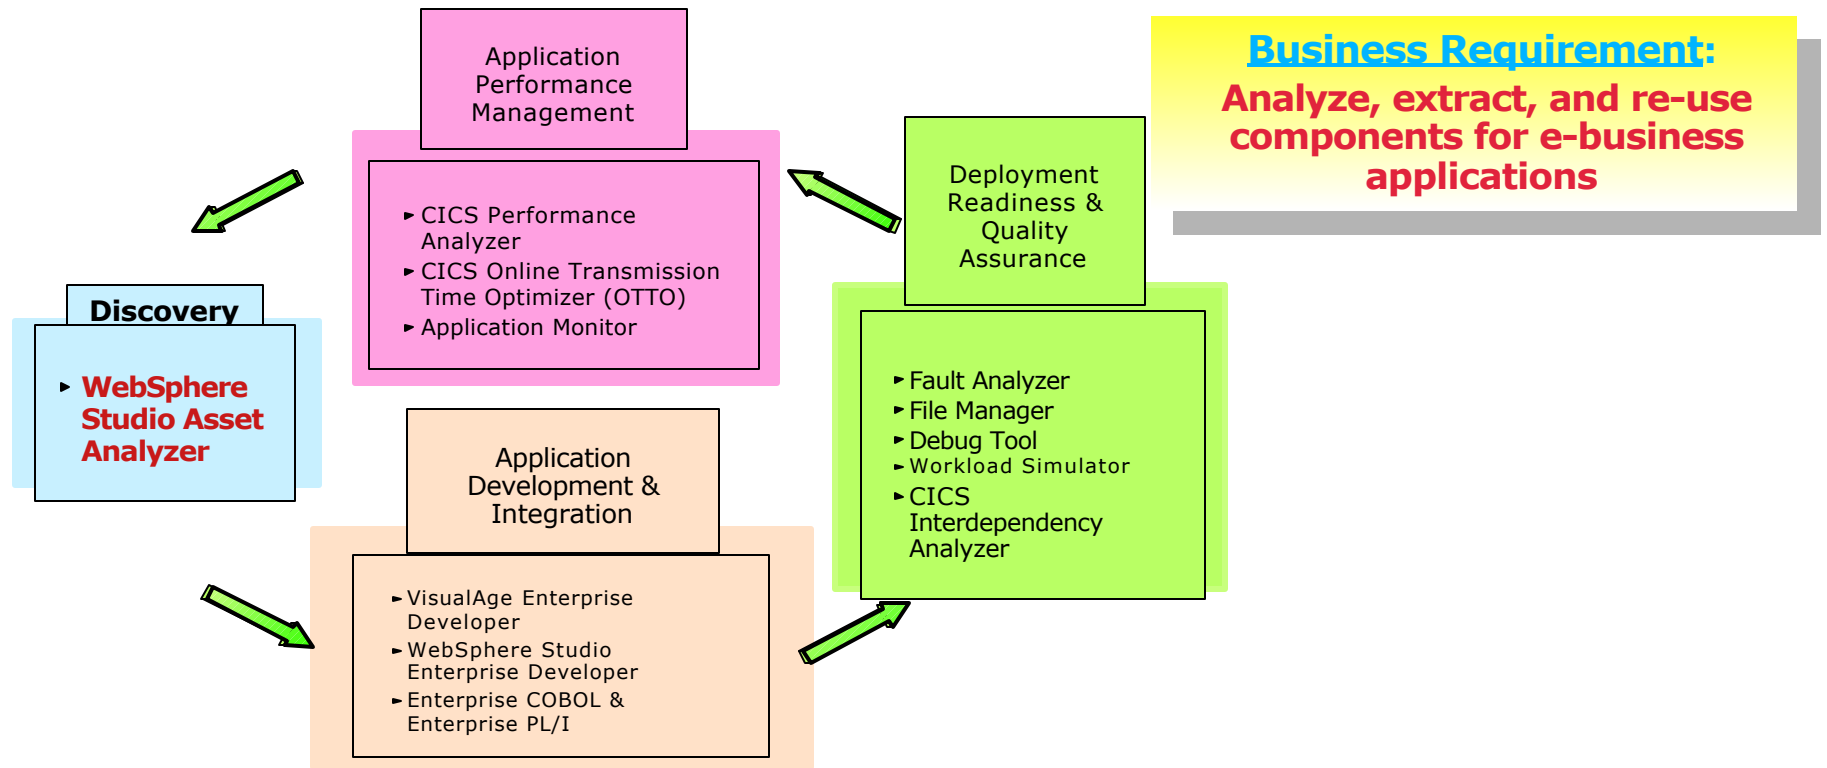 Application
Performance
Management
CICS Performance
Analyzer
CICS Online Transmission
Time Optimizer (OTTO)
Application Monitor
Business Requirement:
Analyze, extract, and re-use
components for e-business
applications
Deployment
Readiness &
Quality
Assurance
Fault Analyzer
File Manager
Debug Tool
Workload Simulator
CICS
Interdependency
Analyzer
Discovery
WebSphere
Studio Asset
Analyzer
Application
Development &
Integration
VisualAge Enterprise
Developer
WebSphere Studio
Enterprise Developer
Enterprise COBOL &
Enterprise PL/I